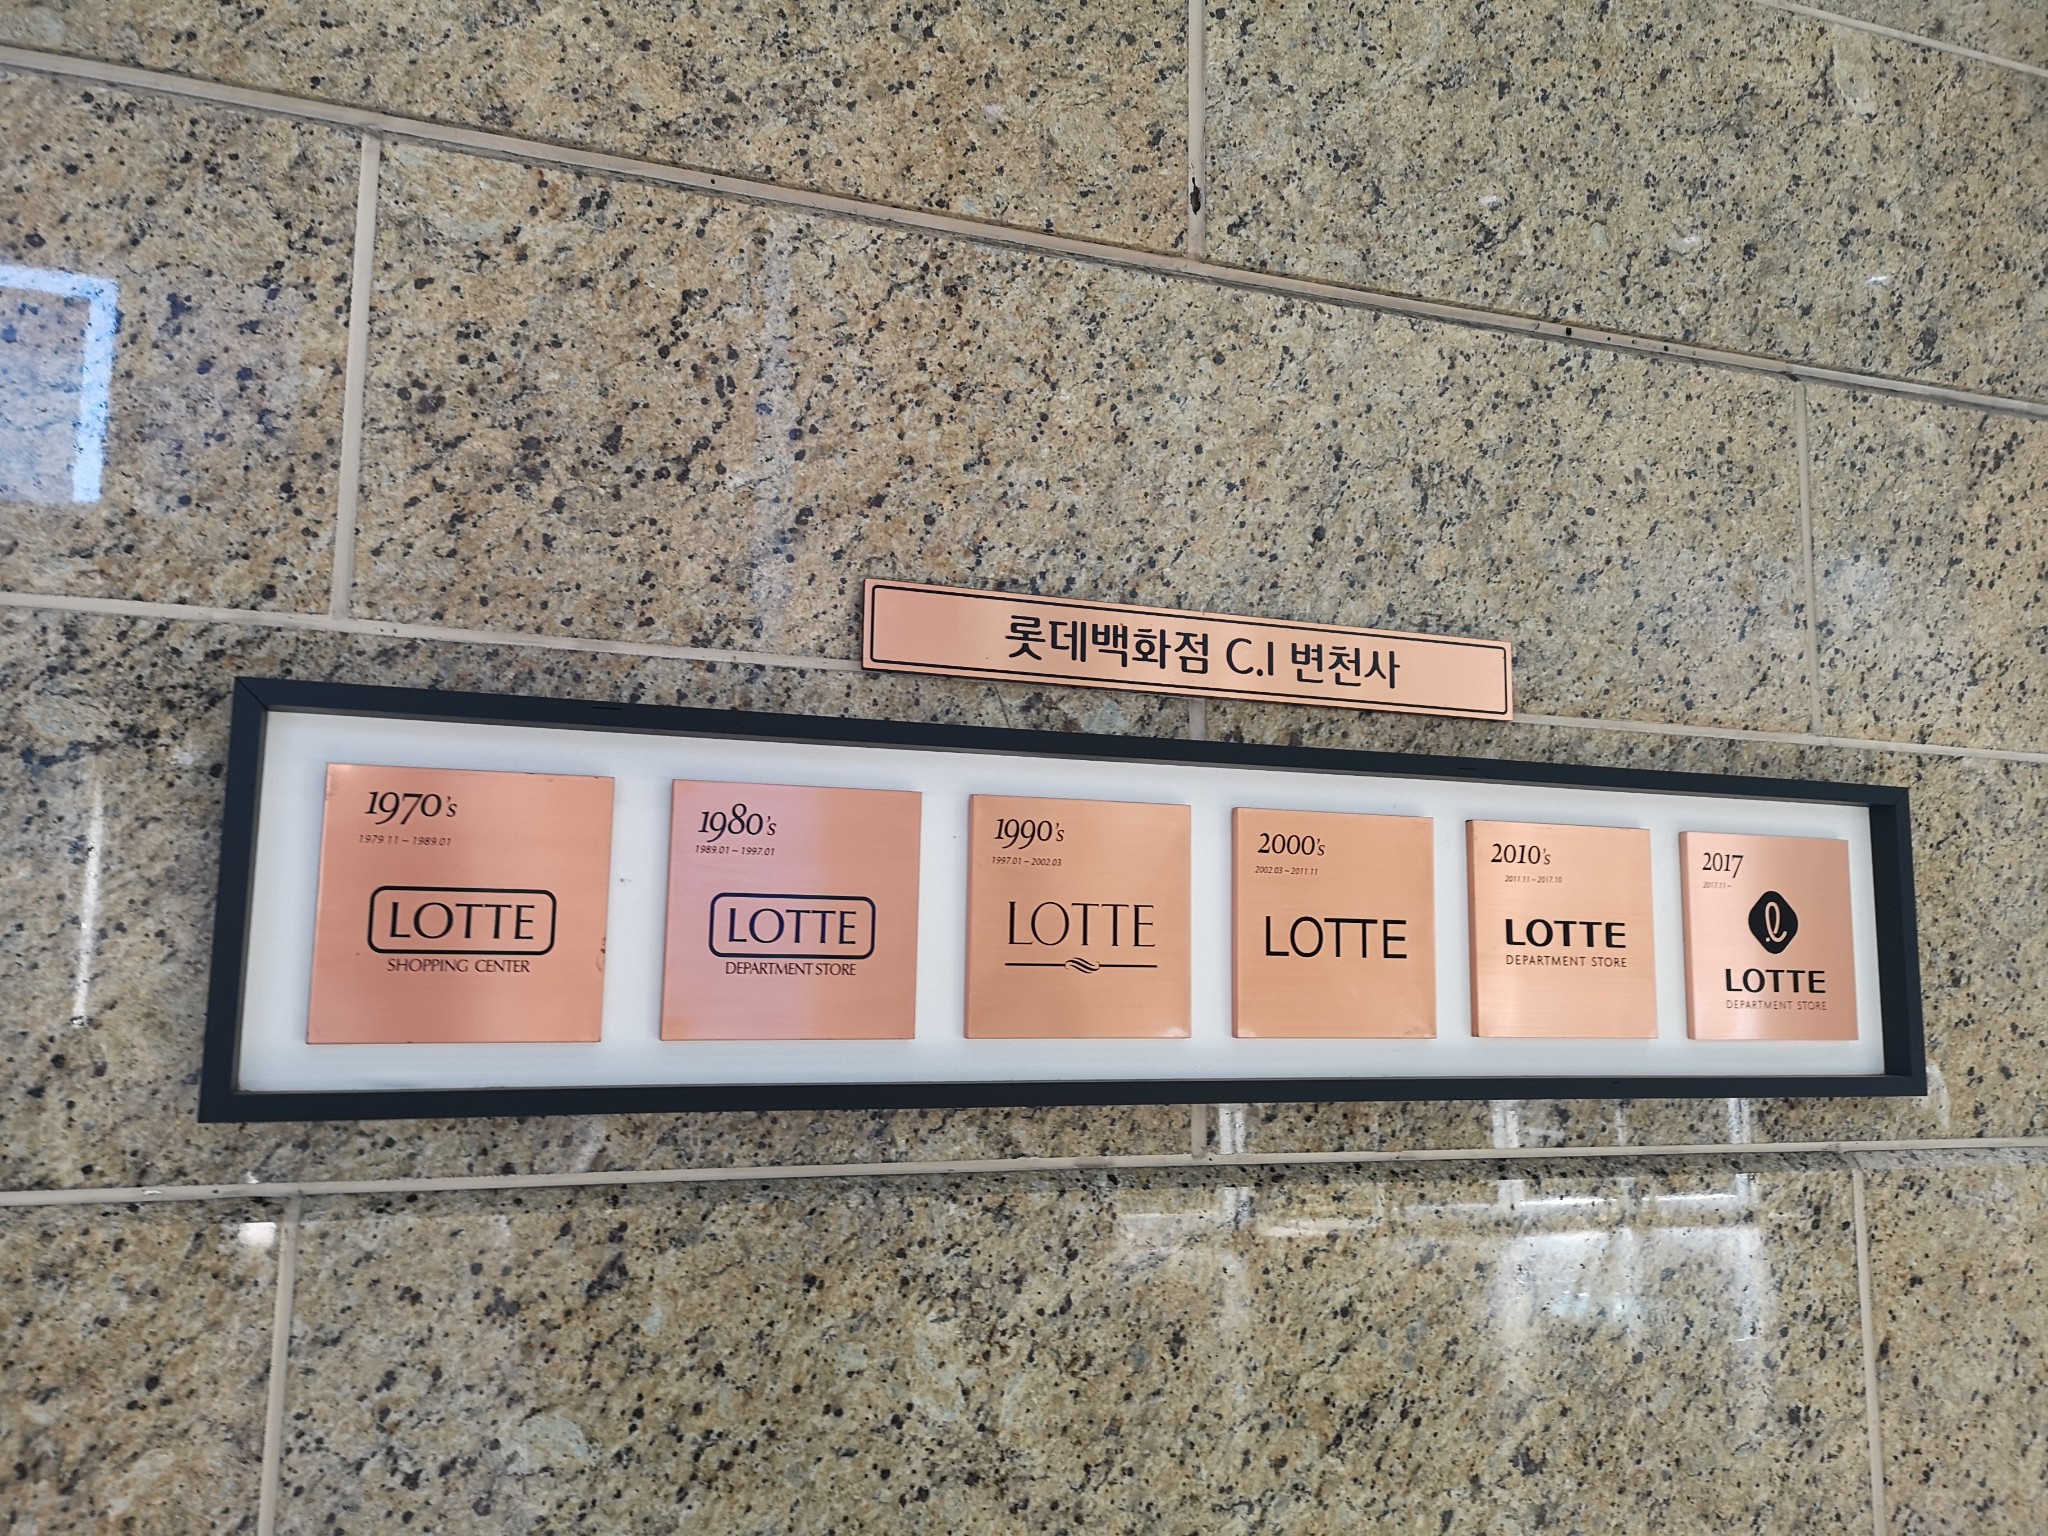 롯데백화점 C.I 변천사
1970's
1979.11 ~ 1989.01
LOTTE
SHOPPING CENTER
1980's
1989.01 ~ 1997.01
LOTTE
DEPARTMENT STORE
1990's
1997.01 ~ 2002.03
LOTTE
2000's
2002.03 ~ 2011.11
LOTTE
2010's
2011.11 ~ 2017.10
LOTTE
DEPARTMENT STORE
2017
2017.11 ~
LOTTE
DEPARTMENT STORE